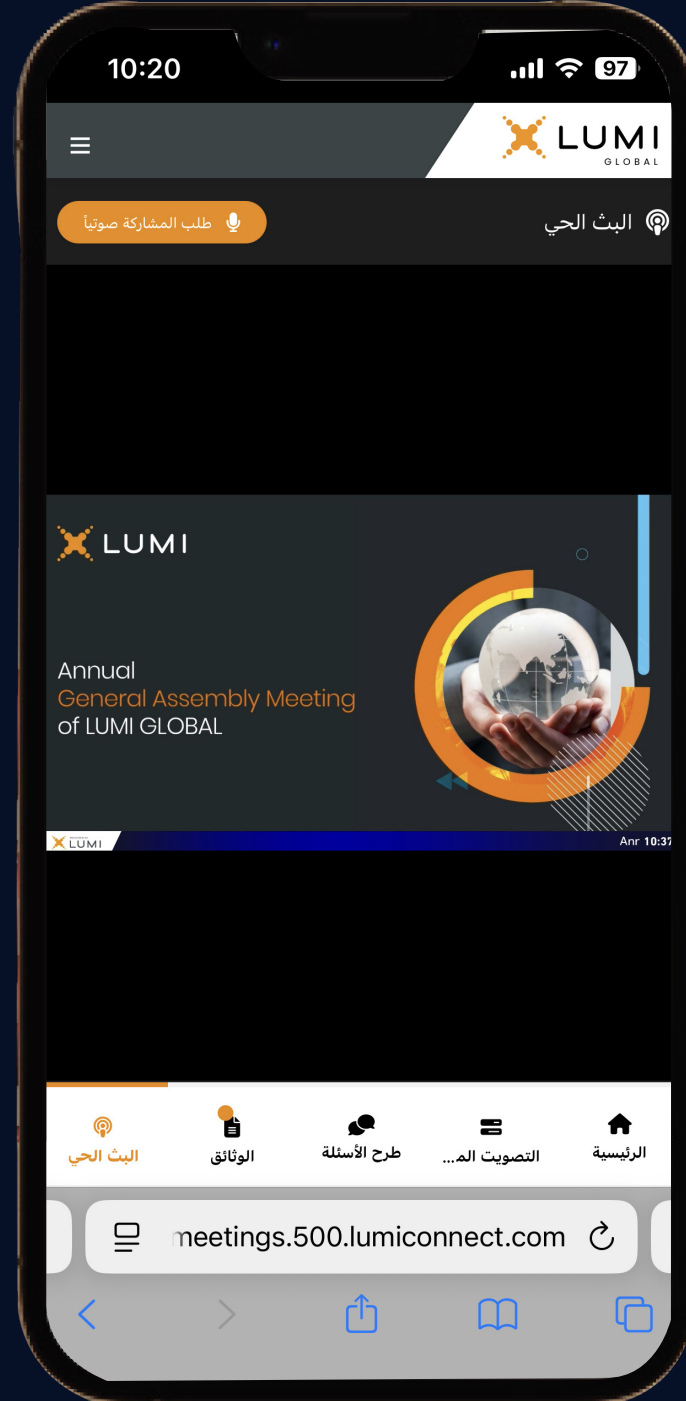 10:20
97
LUMI
GLOBAL
البث الحي
طلب المشاركة صوتياً
LUMI
Annual
General Assembly Meeting
of LUMI GLOBAL
LUMI
Anr 10:37
الرئيسية
التصويت الم...
طرح الأسئلة
الوثائق
البث الحي
meetings.500.lumiconnect.com